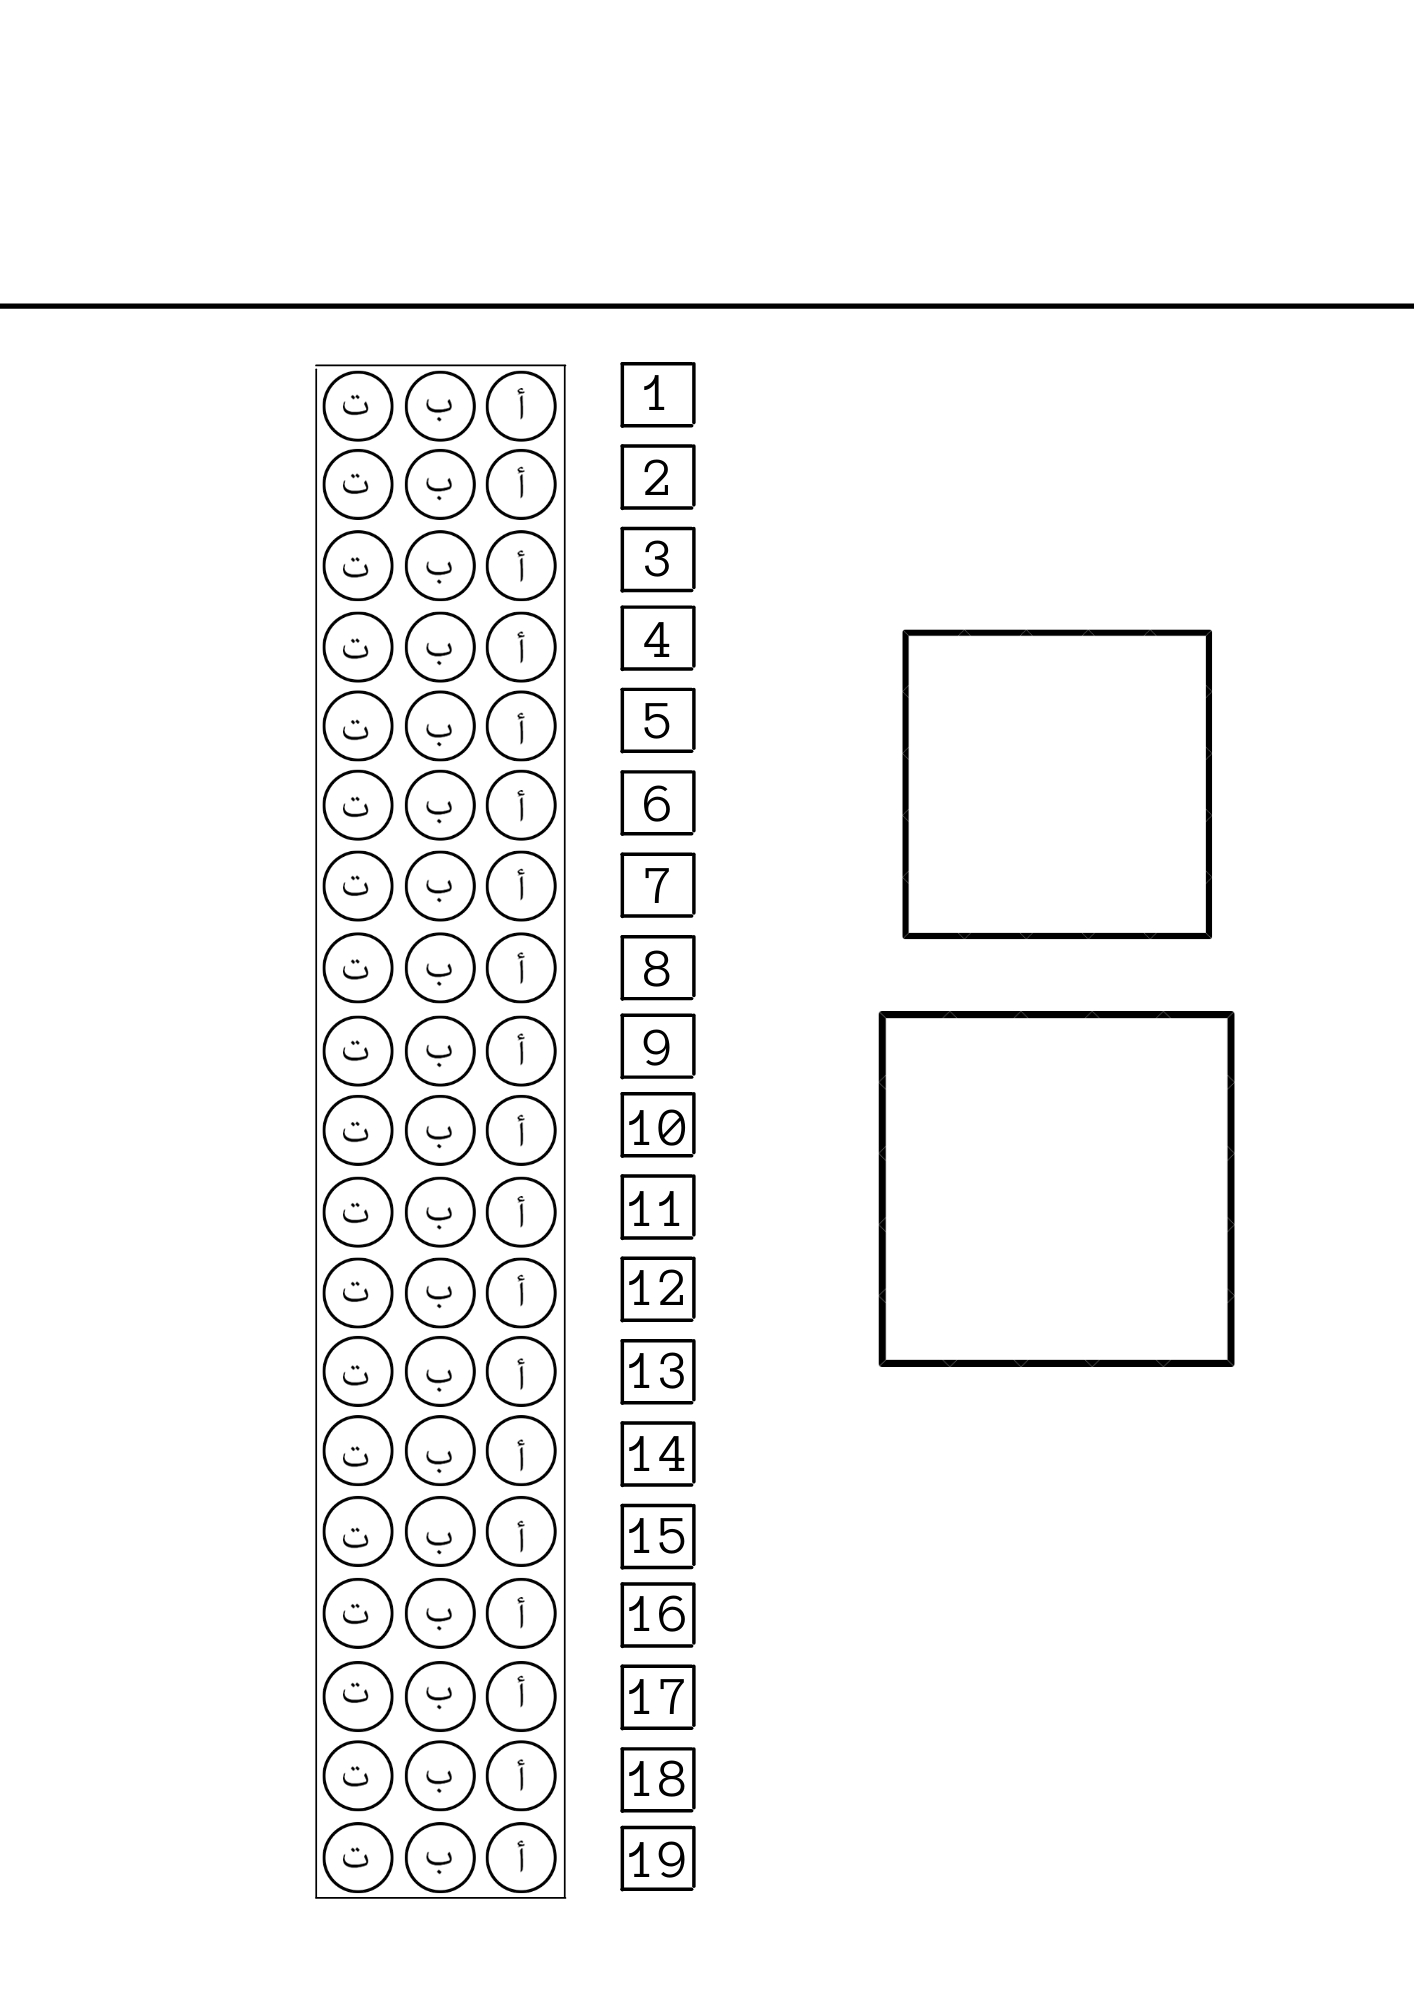 1 أ ب ت
2 أ ب ت
3 أ ب ت
4 أ ب ت
5 أ ب ت
6 أ ب ت
7 أ ب ت
8 أ ب ت
9 أ ب ت
10 أ ب ت
11 أ ب ت
12 أ ب ت
13 أ ب ت
14 أ ب ت
15 أ ب ت
16 أ ب ت
17 أ ب ت
18 أ ب ت
19 أ ب ت